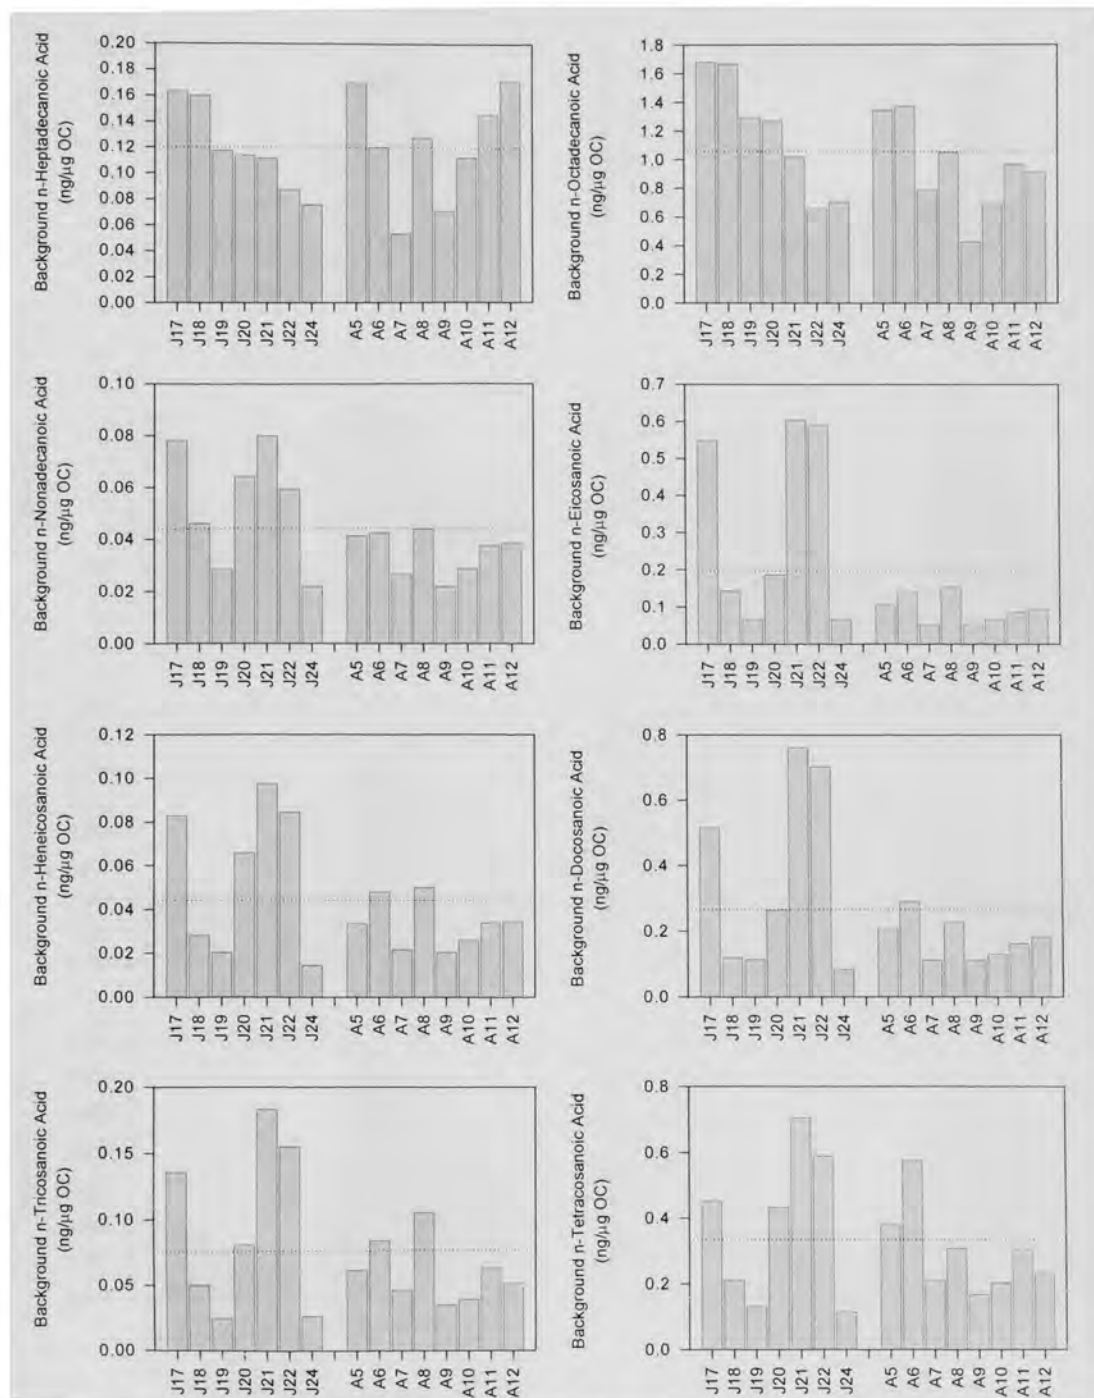 Background n-Heptadecanoic Acid
(ng/µg OC)
0.20
0.18
0.16
0.14
0.12
0.10
0.08
0.06
0.04
0.02
0.00
J17 J18 J19 J20 J21 J22 J24 A5 A6 A7 A8 A9 A10 A11 A12
Background n-Octadecanoic Acid
(ng/µg OC)
1.8
1.6
1.4
1.2
1.0
0.8
0.6
0.4
0.2
0.0
J17 J18 J19 J20 J21 J22 J24 A5 A6 A7 A8 A9 A10 A11 A12
Background n-Nonadecanoic Acid
(ng/µg OC)
0.10
0.08
0.06
0.04
0.02
0.00
J17 J18 J19 J20 J21 J22 J24 A5 A6 A7 A8 A9 A10 A11 A12
Background n-Eicosanoic Acid
(ng/µg OC)
0.7
0.6
0.5
0.4
0.3
0.2
0.1
0.0
J17 J18 J19 J20 J21 J22 J24 A5 A6 A7 A8 A9 A10 A11 A12
Background n-Heneicosanoic Acid
(ng/µg OC)
0.12
0.10
0.08
0.06
0.04
0.02
0.00
J17 J18 J19 J20 J21 J22 J24 A5 A6 A7 A8 A9 A10 A11 A12
Background n-Docosanoic Acid
(ng/µg OC)
0.8
0.6
0.4
0.2
0.0
J17 J18 J19 J20 J21 J22 J24 A5 A6 A7 A8 A9 A10 A11 A12
Background n-Tricosanoic Acid
(ng/µg OC)
0.20
0.15
0.10
0.05
0.00
J17 J18 J19 J20 J21 J22 J24 A5 A6 A7 A8 A9 A10 A11 A12
Background n-Tetracosanoic Acid
(ng/µg OC)
0.8
0.6
0.4
0.2
0.0
J17 J18 J19 J20 J21 J22 J24 A5 A6 A7 A8 A9 A10 A11 A12